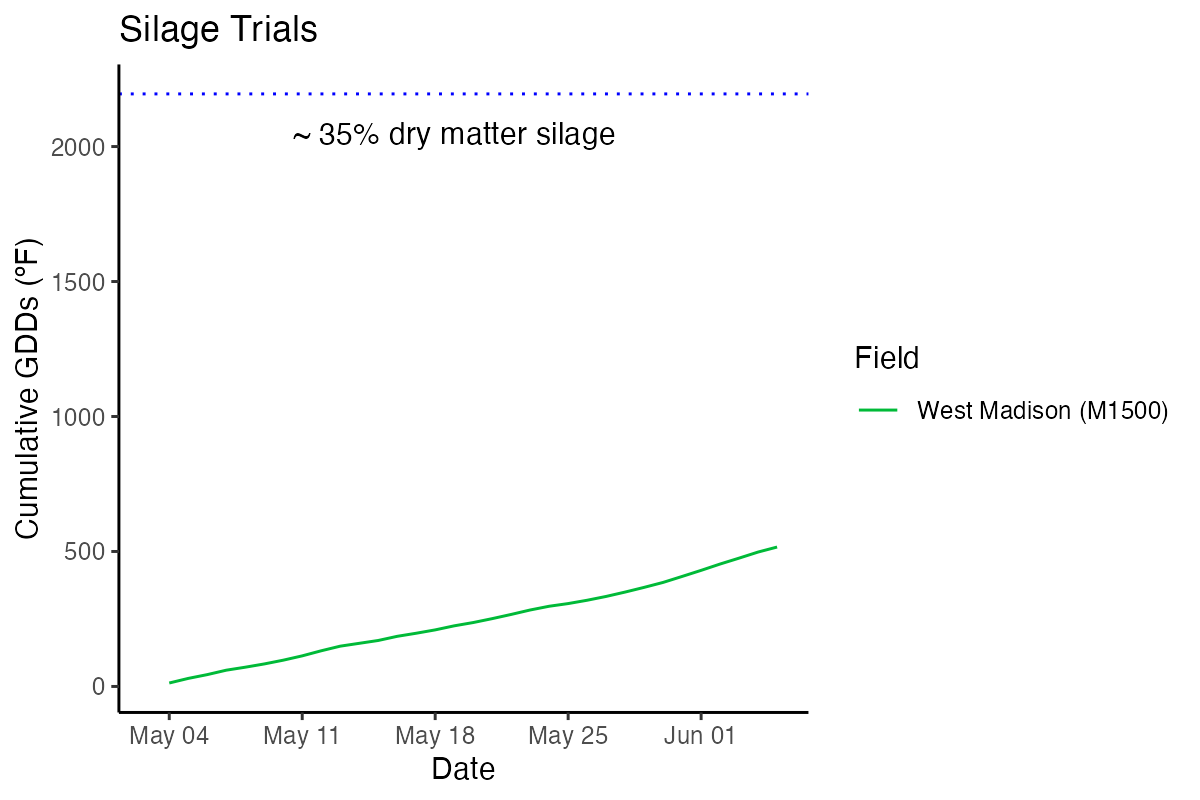 Silage Trials
~ 35% dry matter silage
2000
1500
1000
500
0
Cumulative GDDs (°F)
May 04
May 11
May 18
May 25
Jun 01
Date
Field
West Madison (M1500)